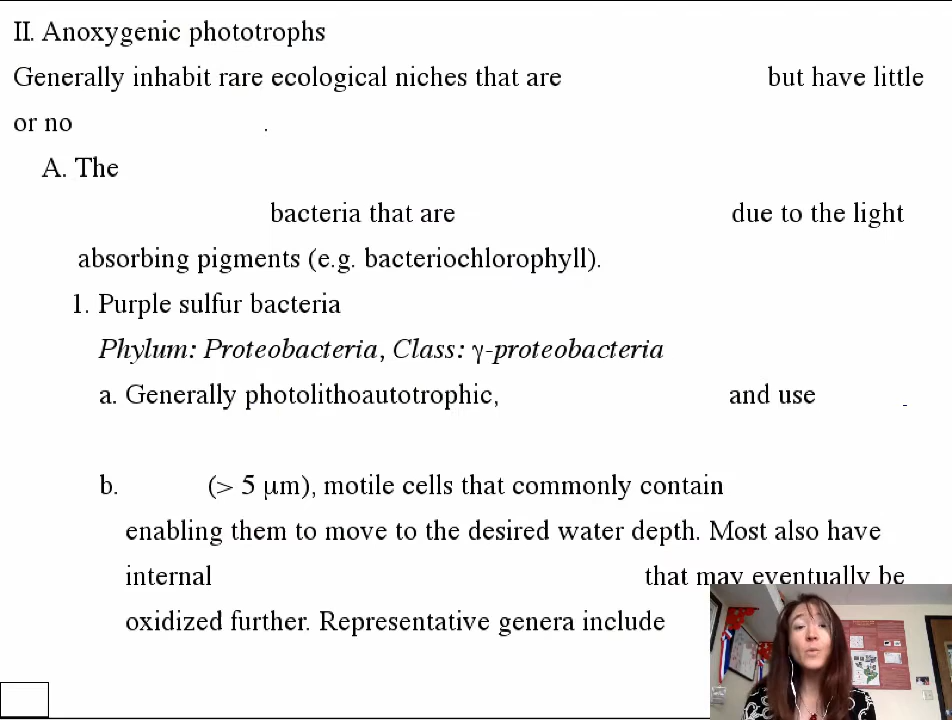 II. Anoxygenic phototrophs
Generally inhabit rare ecological niches that are but have little
or no .
A. The
bacteria that are due to the light
absorbing pigments (e.g. bacteriochlorophyll).
1. Purple sulfur bacteria
Phylum: Proteobacteria, Class: γ-proteobacteria
a. Generally photolithoautotrophic, and use
b. (> 5 μm), motile cells that commonly contain
enabling them to move to the desired water depth. Most also have
internal that may eventually be
oxidized further. Representative genera include